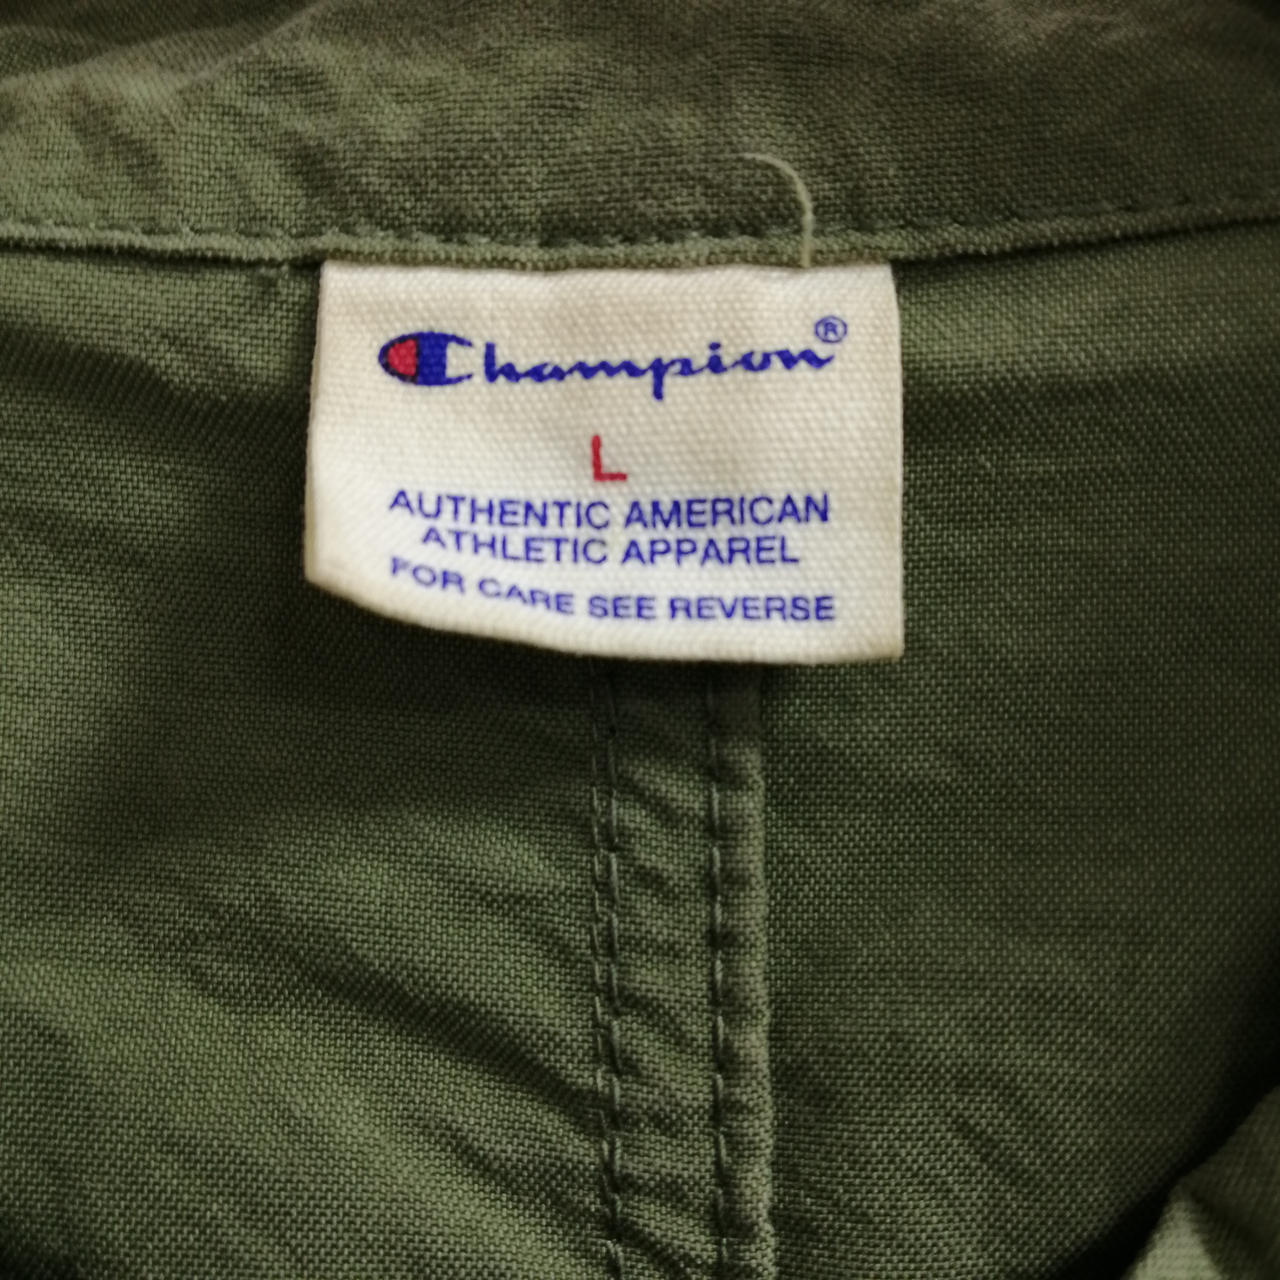 Champion®
L
AUTHENTIC AMERICAN
ATHLETIC APPAREL
FOR CARE SEE REVERSE